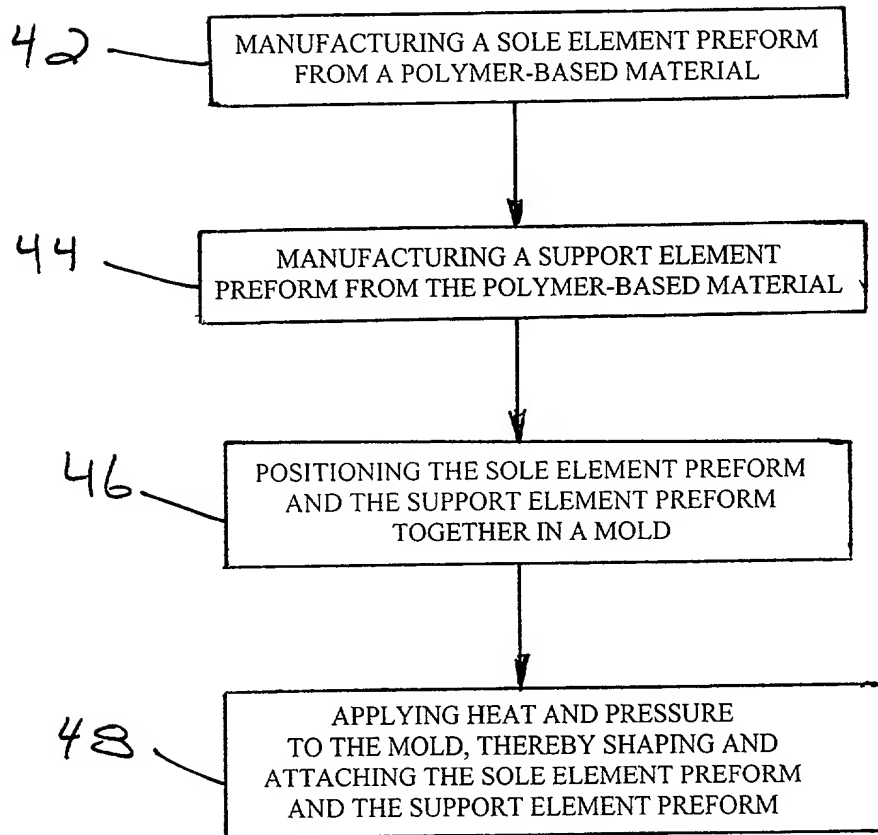 42
MANUFACTURING A SOLE ELEMENT PREFORM
FROM A POLYMER-BASED MATERIAL
44
MANUFACTURING A SUPPORT ELEMENT
PREFORM FROM THE POLYMER-BASED MATERIAL
46
POSITIONING THE SOLE ELEMENT PREFORM
AND THE SUPPORT ELEMENT PREFORM
TOGETHER IN A MOLD
48
APPLYING HEAT AND PRESSURE
TO THE MOLD, THEREBY SHAPING AND
ATTACHING THE SOLE ELEMENT PREFORM
AND THE SUPPORT ELEMENT PREFORM